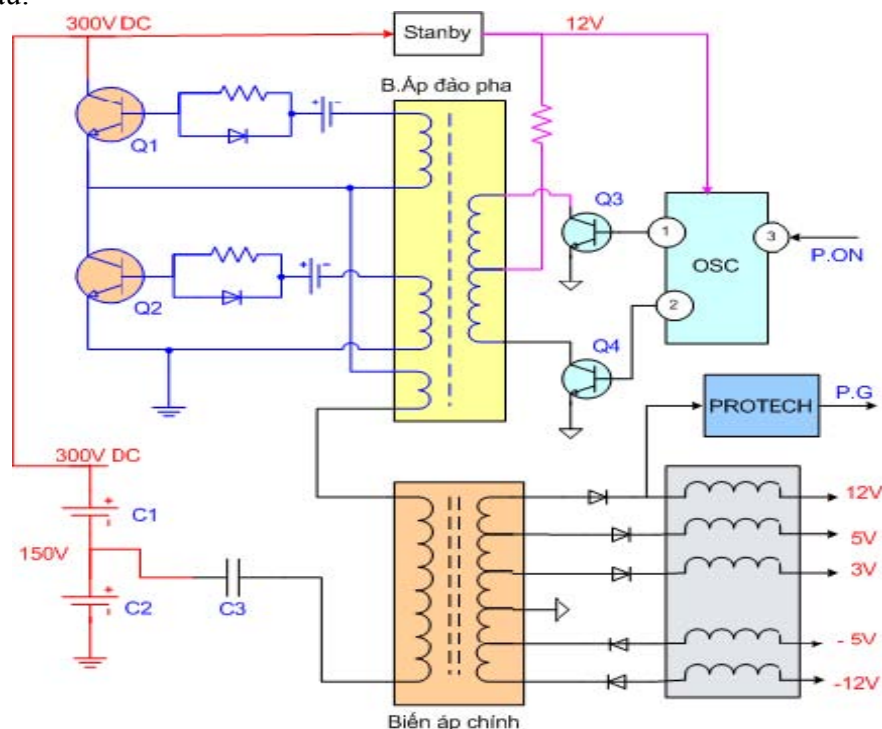 300V DC
Stanby
12V
B.Áp đảo pha
Q1
Q3
1
3
OSC
P.ON
Q2
2
Q4
PROTECH
P.G
300V DC
C1
150V
C2
C3
12V
5V
3V
- 5V
-12V
Biến áp chính